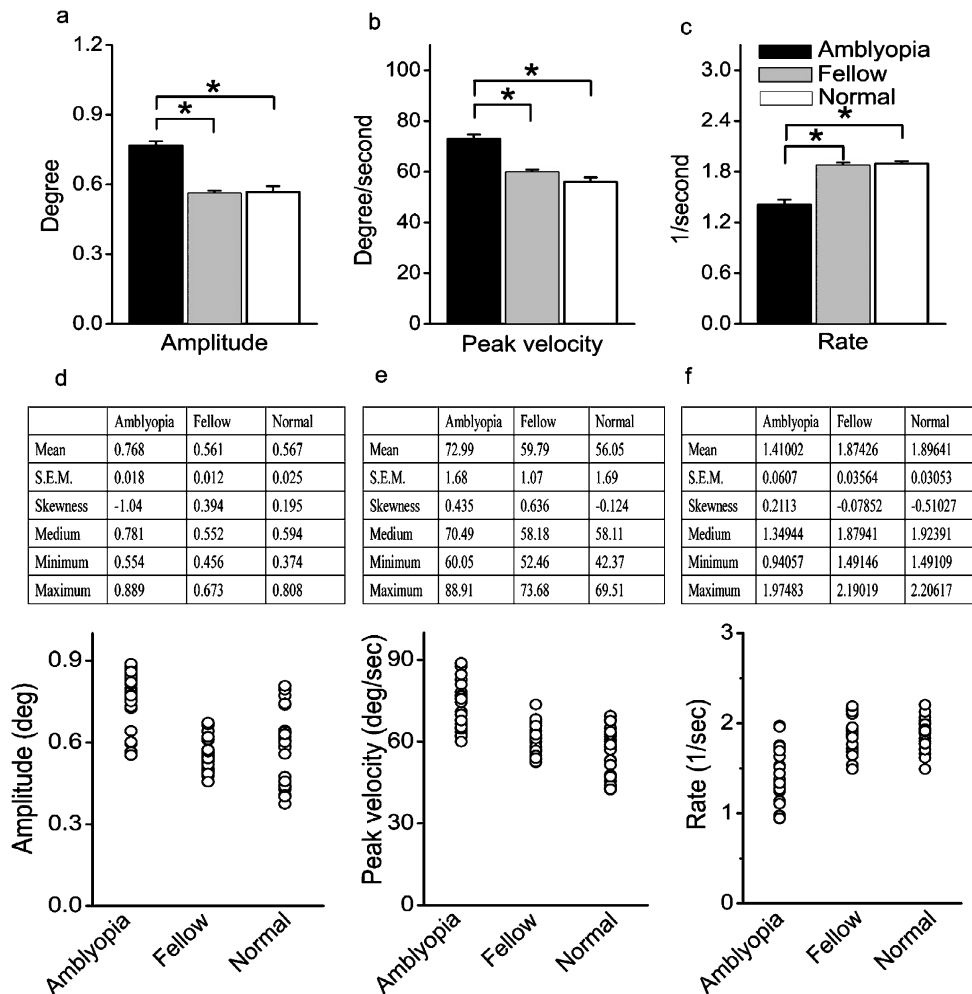 a
1.2
0.9
0.6
0.3
0.0
Degree
* *
Amplitude
b
100
80
60
40
20
0
Degree/second
* *
Peak velocity
c
3.0
2.4
1.8
1.2
0.6
0.0
1/second
Amblyopia
Fellow
Normal
* *
Rate
d
Amblyopia Fellow Normal
Mean 0.768 0.561 0.567
S.E.M. 0.018 0.012 0.025
Skewness -1.04 0.394 0.195
Medium 0.781 0.552 0.594
Minimum 0.554 0.456 0.374
Maximum 0.889 0.673 0.808
e
Amblyopia Fellow Normal
Mean 72.99 59.79 56.05
S.E.M. 1.68 1.07 1.69
Skewness 0.435 0.636 -0.124
Medium 70.49 58.18 58.11
Minimum 60.05 52.46 42.37
Maximum 88.91 73.68 69.51
f
Amblyopia Fellow Normal
Mean 1.41002 1.87426 1.89641
S.E.M. 0.0607 0.03564 0.03053
Skewness 0.2113 -0.07852 -0.51027
Medium 1.34944 1.87941 1.92391
Minimum 0.94057 1.49146 1.49109
Maximum 1.97483 2.19019 2.20617
0.9
0.6
0.3
0.0
Amplitude (deg)
Amblyopia
Fellow
Normal
90
60
30
0
Peak velocity (deg/sec)
Amblyopia
Fellow
Normal
3
2
1
0
Rate (1/sec)
Amblyopia
Fellow
Normal